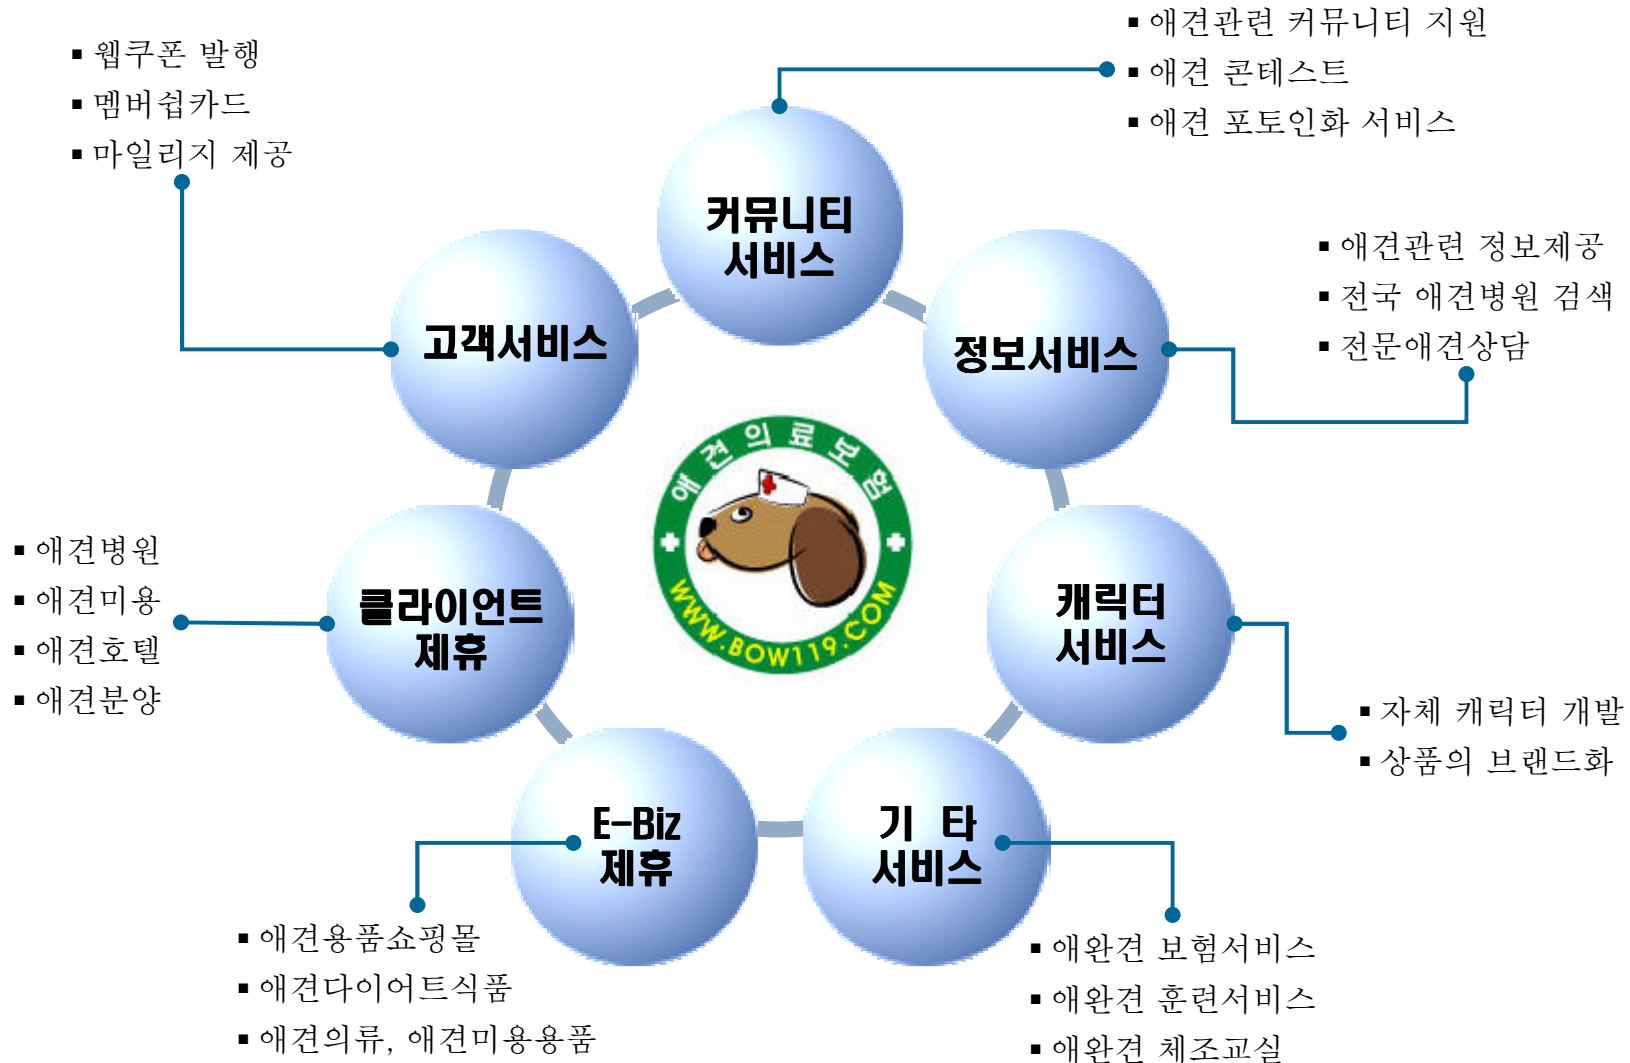 웹쿠폰 발행
멤버쉽카드
마일리지 제공
애견관련 커뮤니티 지원
애견 콘테스트
애견 포토인화 서비스
커뮤니티
서비스
고객서비스
정보서비스
애견관련 정보제공
전국 애견병원 검색
전문애견상담
애견의료보험
WWW.BOW119.COM
애견병원
애견미용
애견호텔
애견분양
클라이언트
제휴
캐릭터
서비스
자체 캐릭터 개발
상품의 브랜드화
E-Biz
제휴
기 타
서비스
애견용품쇼핑몰
애견다이어트식품
애견의류, 애견미용용품
애완견 보험서비스
애완견 훈련서비스
애완견 체조교실